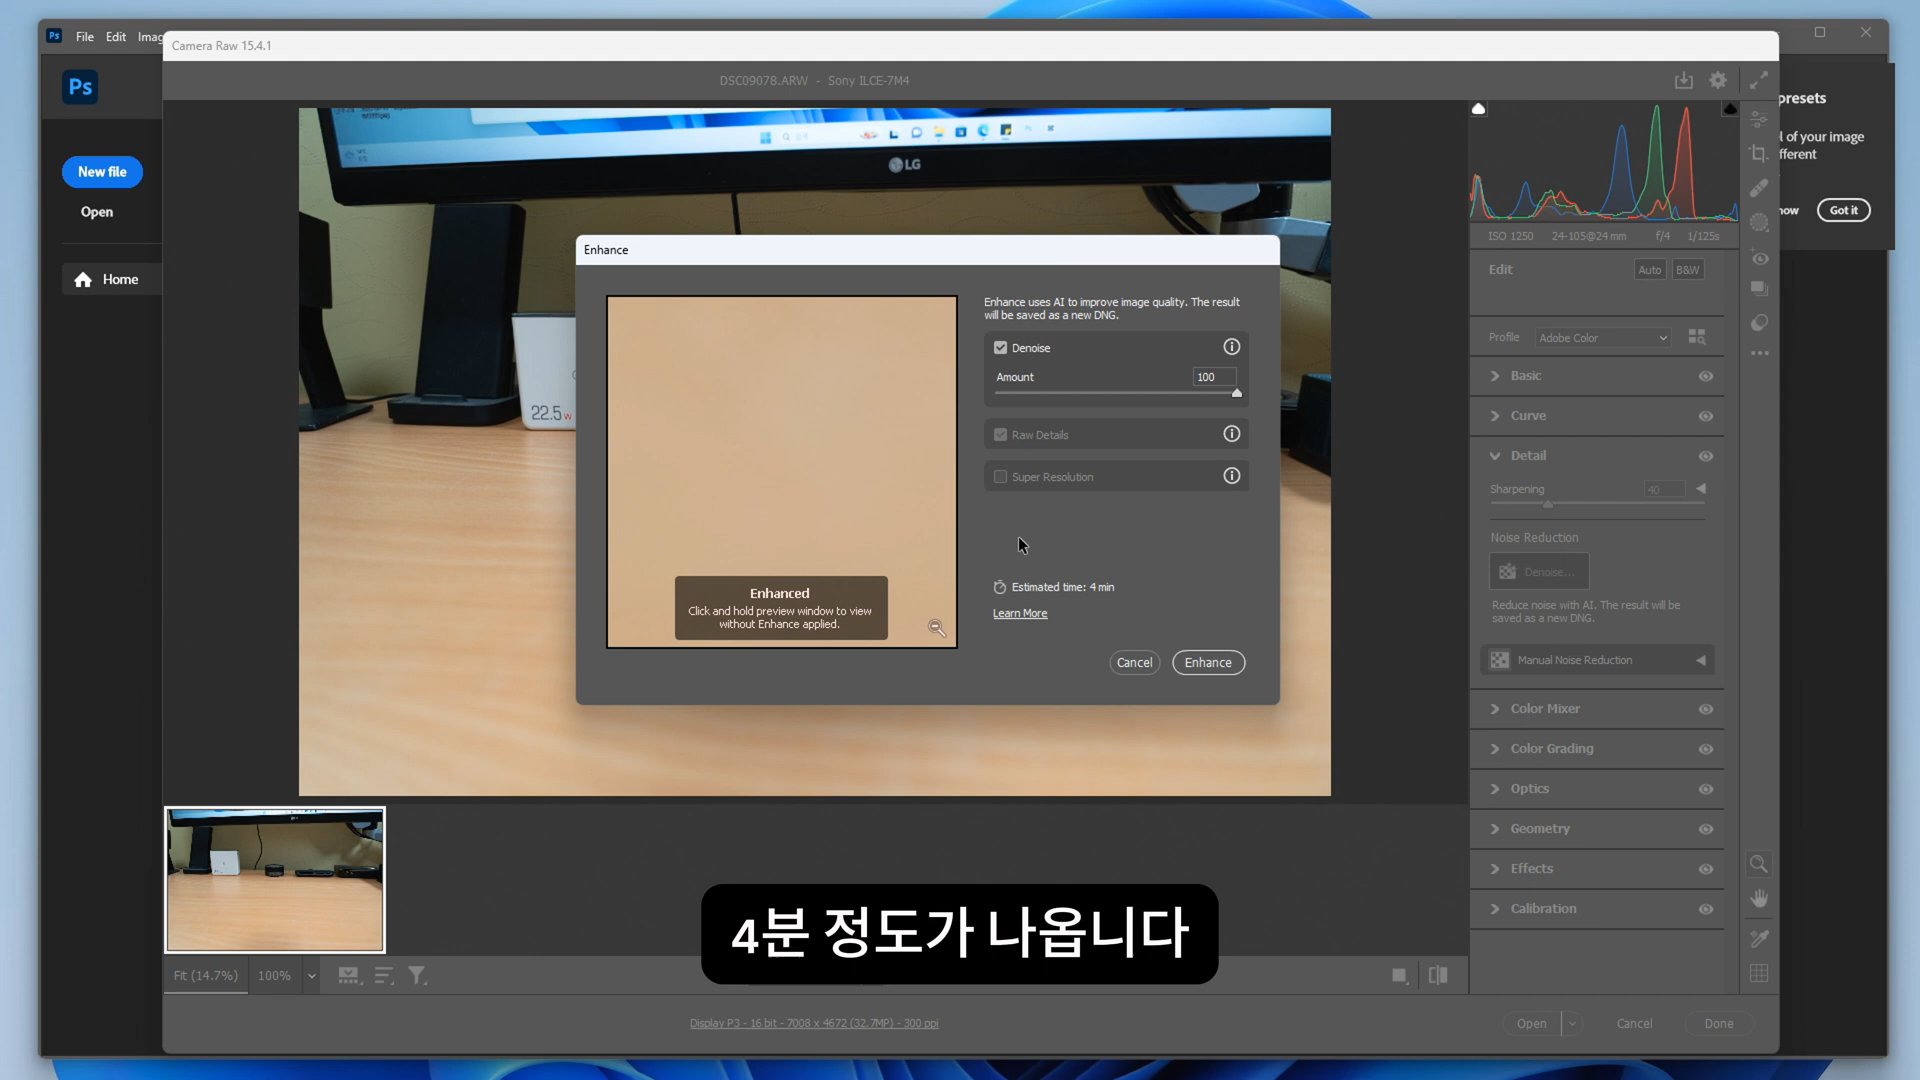 File Edit Imag
Camera Raw 15.4.1
Ps
DSC09078.ARW - Sony ILCE-7M4
presets
l of your image
fferent
now
Got it
New file
Open
Home
LG
22.5w
ISO 1250 24-105@24 mm f/4 1/125s
Edit
Auto
B&W
Profile Adobe Color
Basic
Curve
Detail
Sharpening 40
Noise Reduction
Denoise...
Reduce noise with AI. The result will be
saved as a new DNG.
Manual Noise Reduction
Color Mixer
Color Grading
Optics
Geometry
Effects
Calibration
Enhance
Enhance uses AI to improve image quality. The result
will be saved as a new DNG.
Denoise
Amount 100
Raw Details
Super Resolution
Estimated time: 4 min
Learn More
Cancel
Enhance
Enhanced
Click and hold preview window to view
without Enhance applied.
4분 정도가 나옵니다
Fit (14.7%) 100%
Display P3 - 16 bit - 7008 x 4672 (32.7MP) - 300 ppi
Open
Cancel
Done